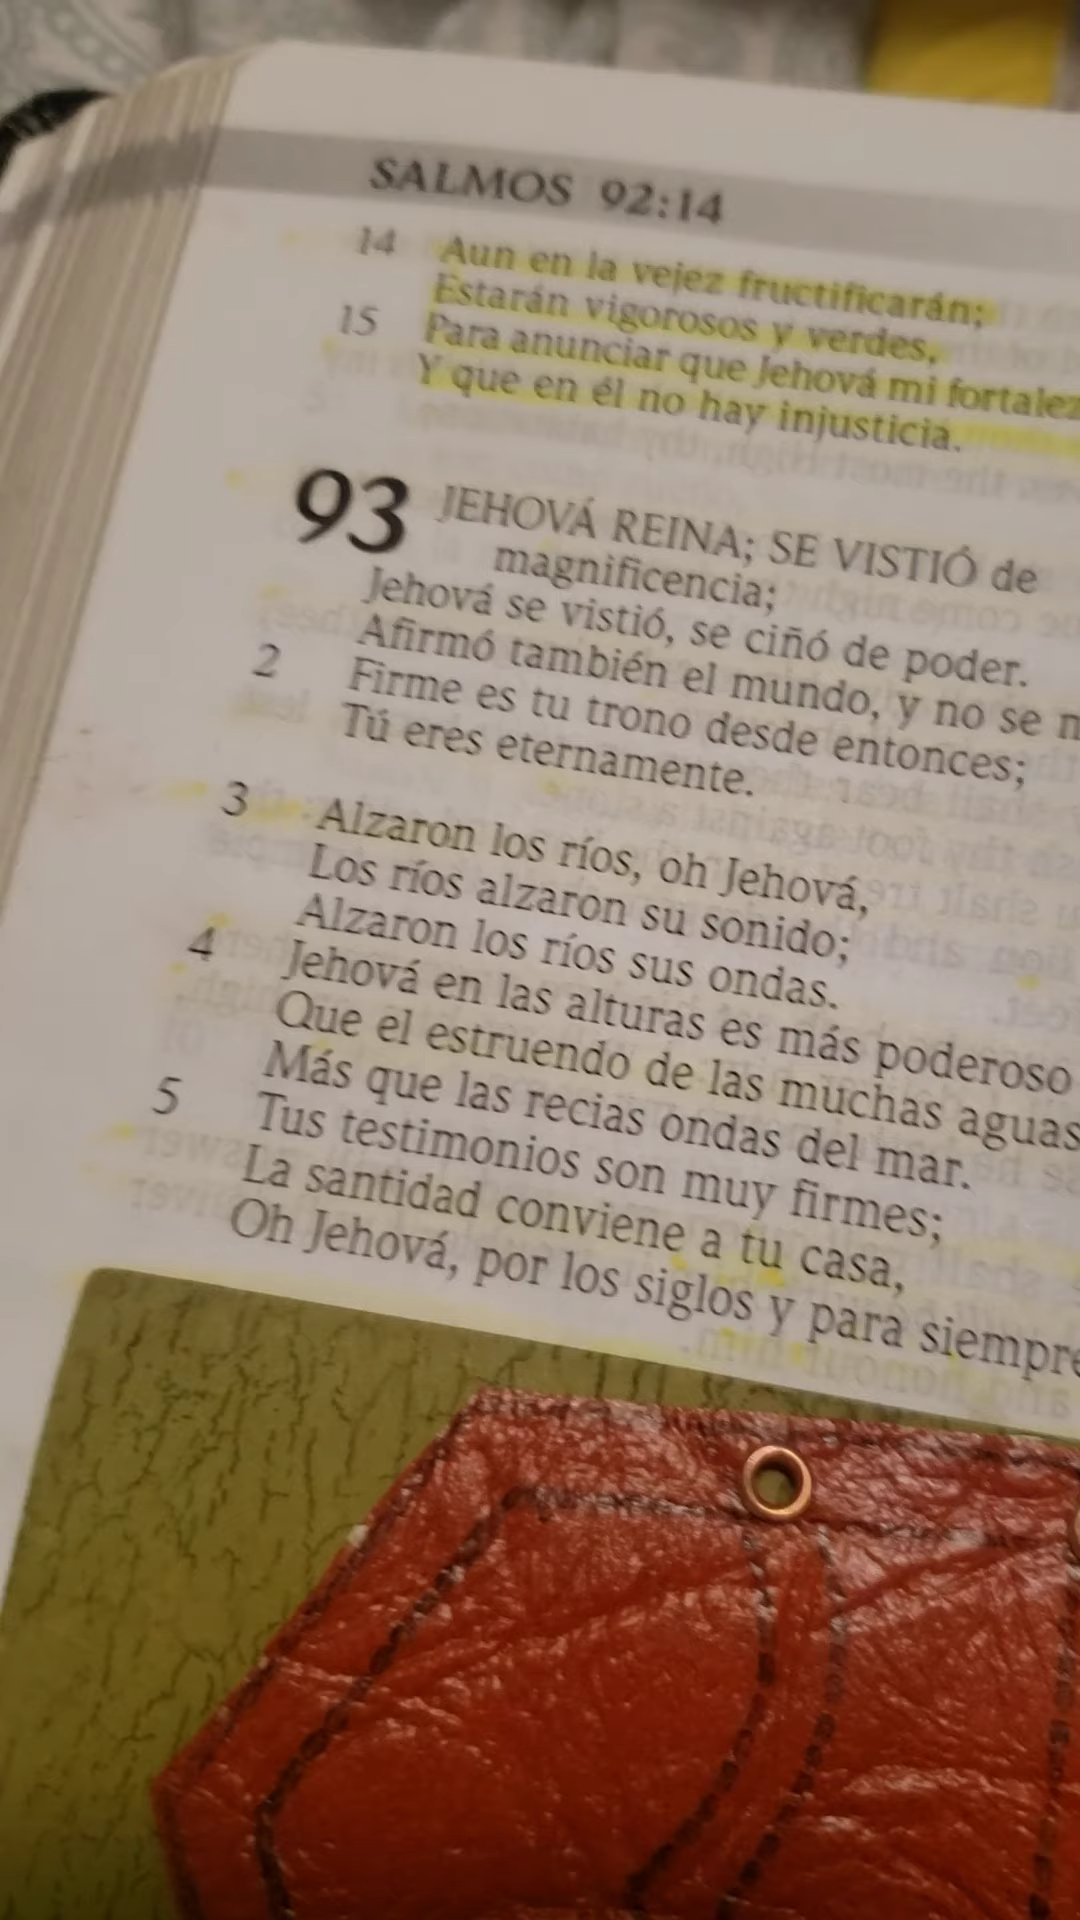 SALMOS 92:14
14 Aun en la vejez fructificarán;
Estarán vigorosos y verdes,
15 Para anunciar que Jehová mi fortalez
Y que en él no hay injusticia.
93 JEHOVÁ REINA; SE VISTIÓ de
magnificencia;
Jehová se vistió, se ciñó de poder.
Afirmó también el mundo, y no se
2 Firme es tu trono desde entonces;
Tú eres eternamente.
3 Alzaron los ríos, oh Jehová,
Los ríos alzaron su sonido;
Alzaron los ríos sus ondas.
4 Jehová en las alturas es más poderoso
Que el estruendo de las muchas aguas
Más que las recias ondas del mar.
5 Tus testimonios son muy firmes;
La santidad conviene a tu casa,
Oh Jehová, por los siglos y para siempre